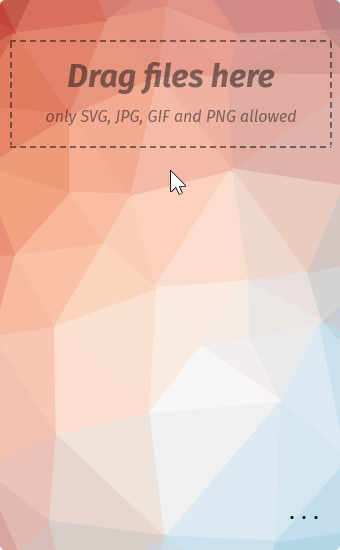 Drag files here
only SVG, JPG, GIF and PNG allowed
...